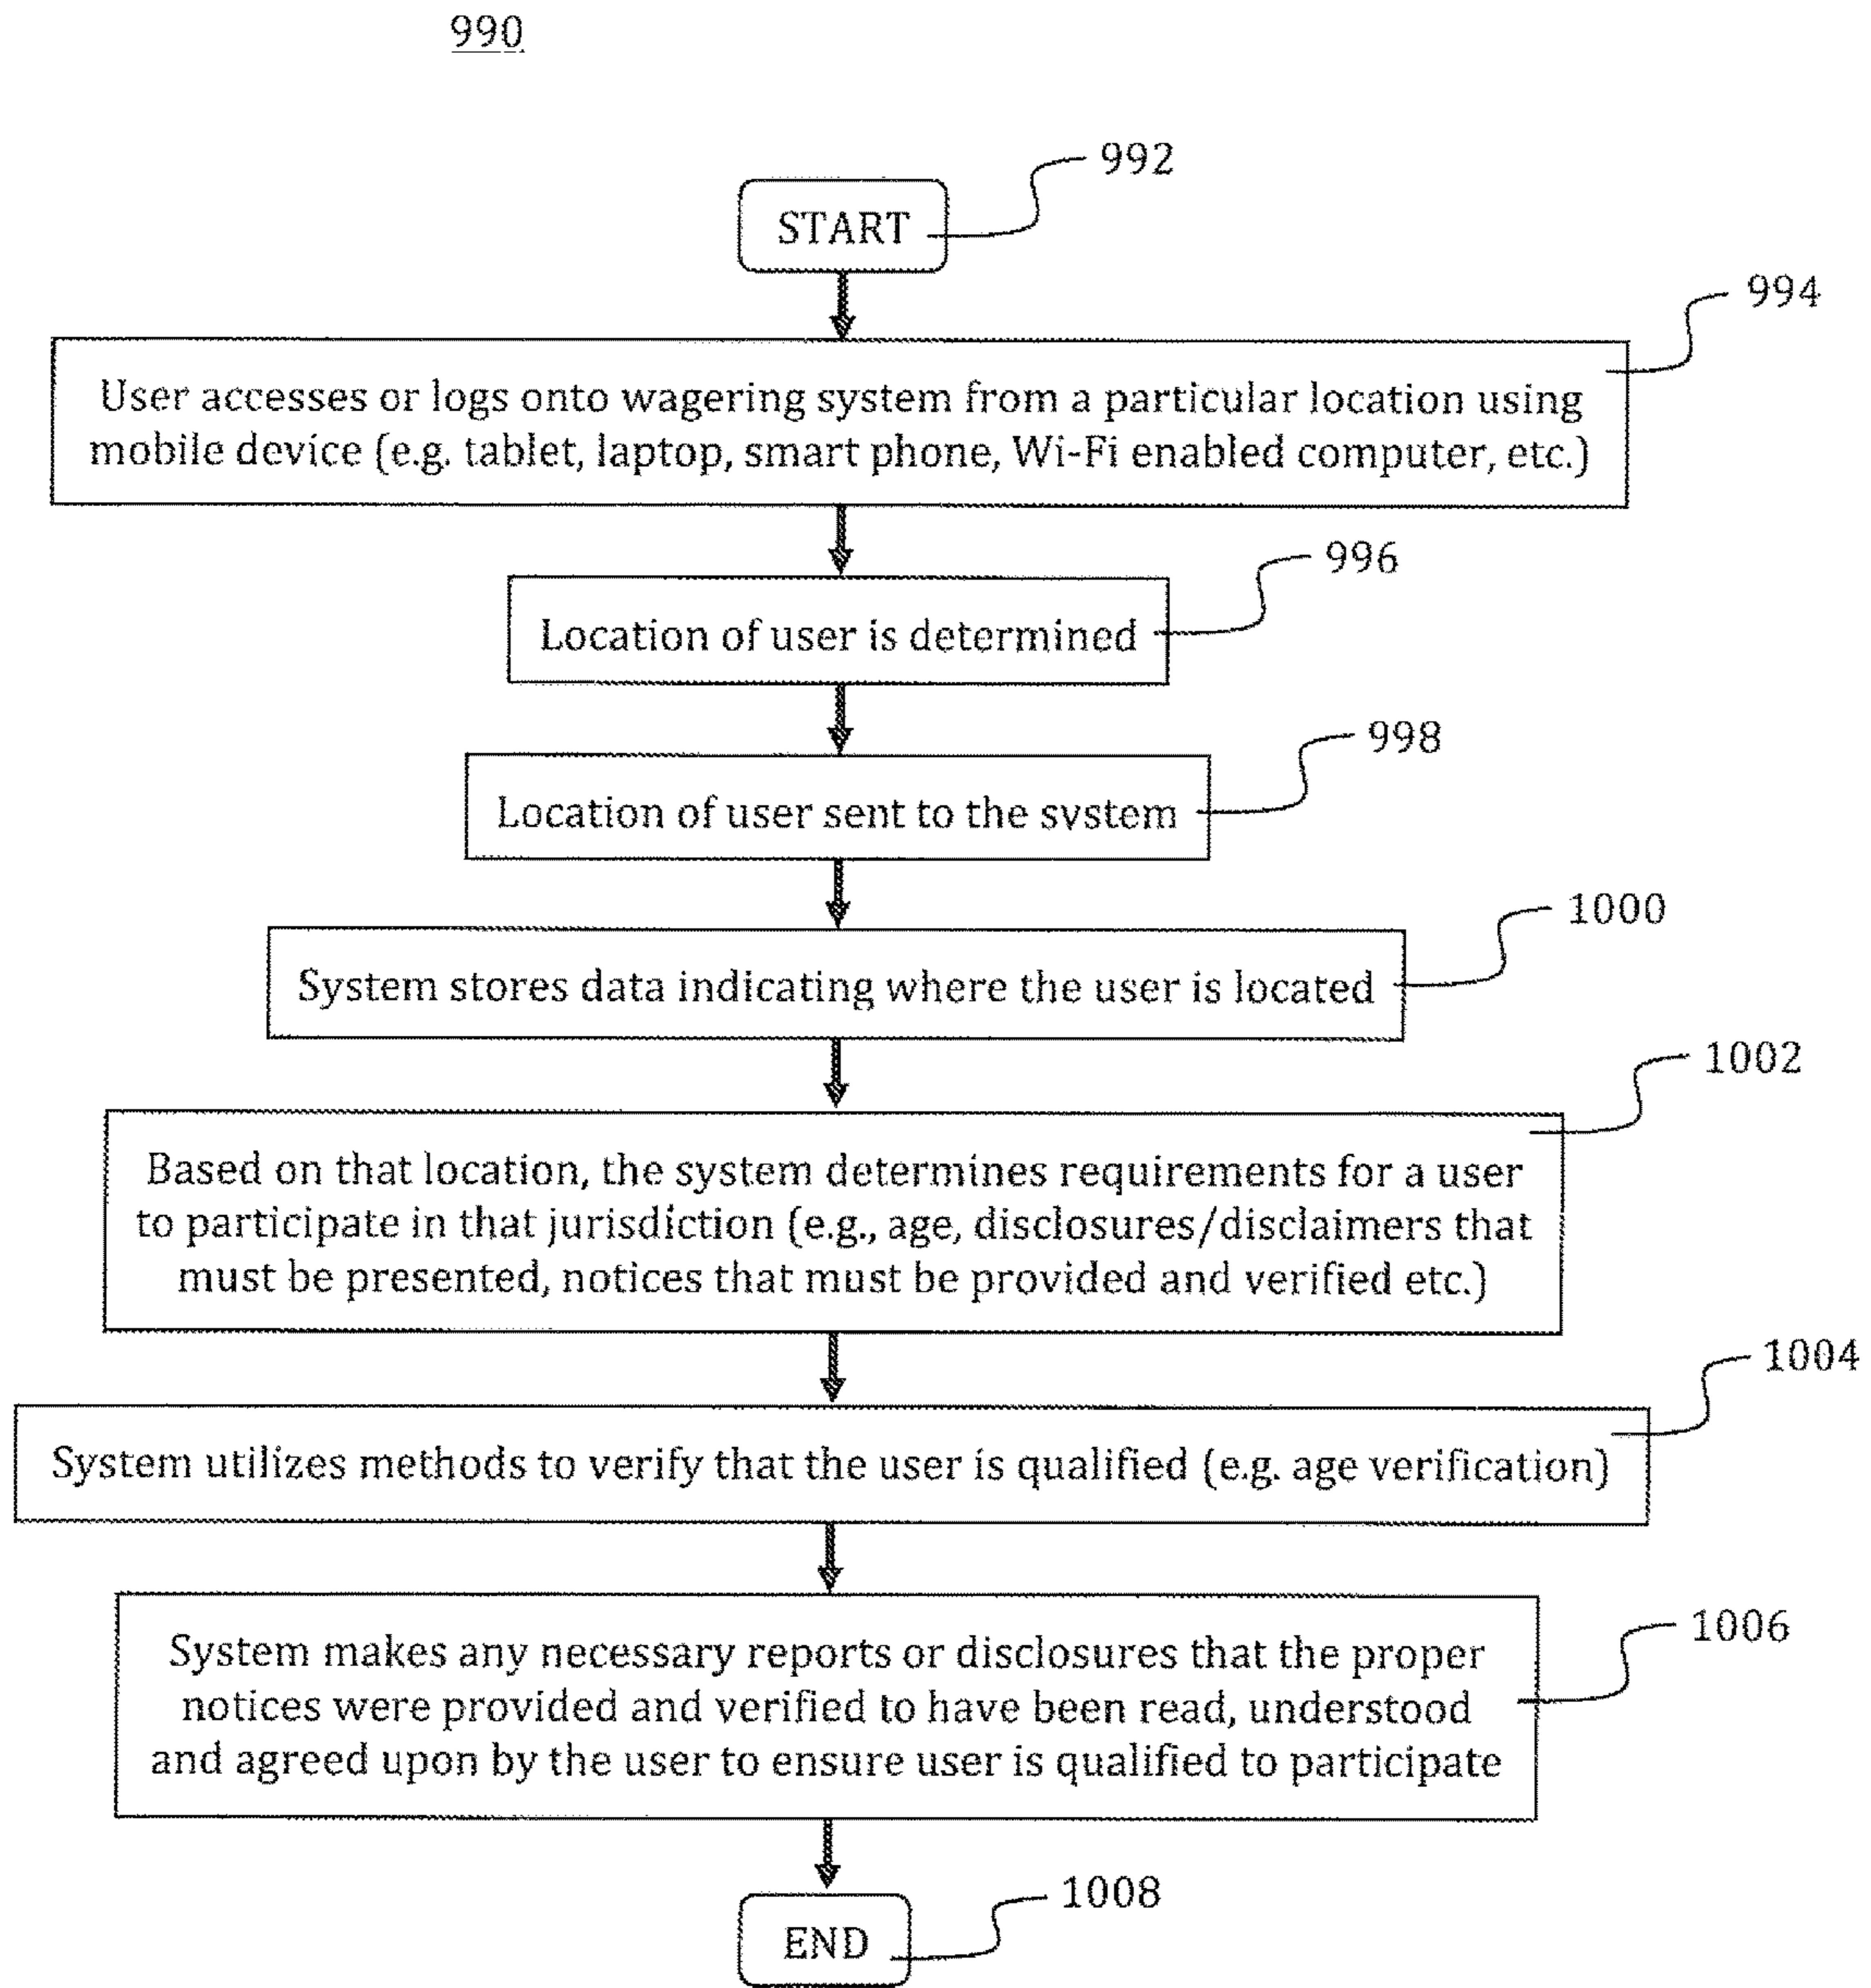 990
992
START
994
User accesses or logs onto wagering system from a particular location using
mobile device (e.g. tablet, laptop, smart phone, Wi-Fi enabled computer, etc.)
996
Location of user is determined
998
Location of user sent to the system
1000
System stores data indicating where the user is located
1002
Based on that location, the system determines requirements for a user
to participate in that jurisdiction (e.g., age, disclosures/disclaimers that
must be presented, notices that must be provided and verified etc.)
1004
System utilizes methods to verify that the user is qualified (e.g. age verification)
1006
System makes any necessary reports or disclosures that the proper
notices were provided and verified to have been read, understood
and agreed upon by the user to ensure user is qualified to participate
1008
END